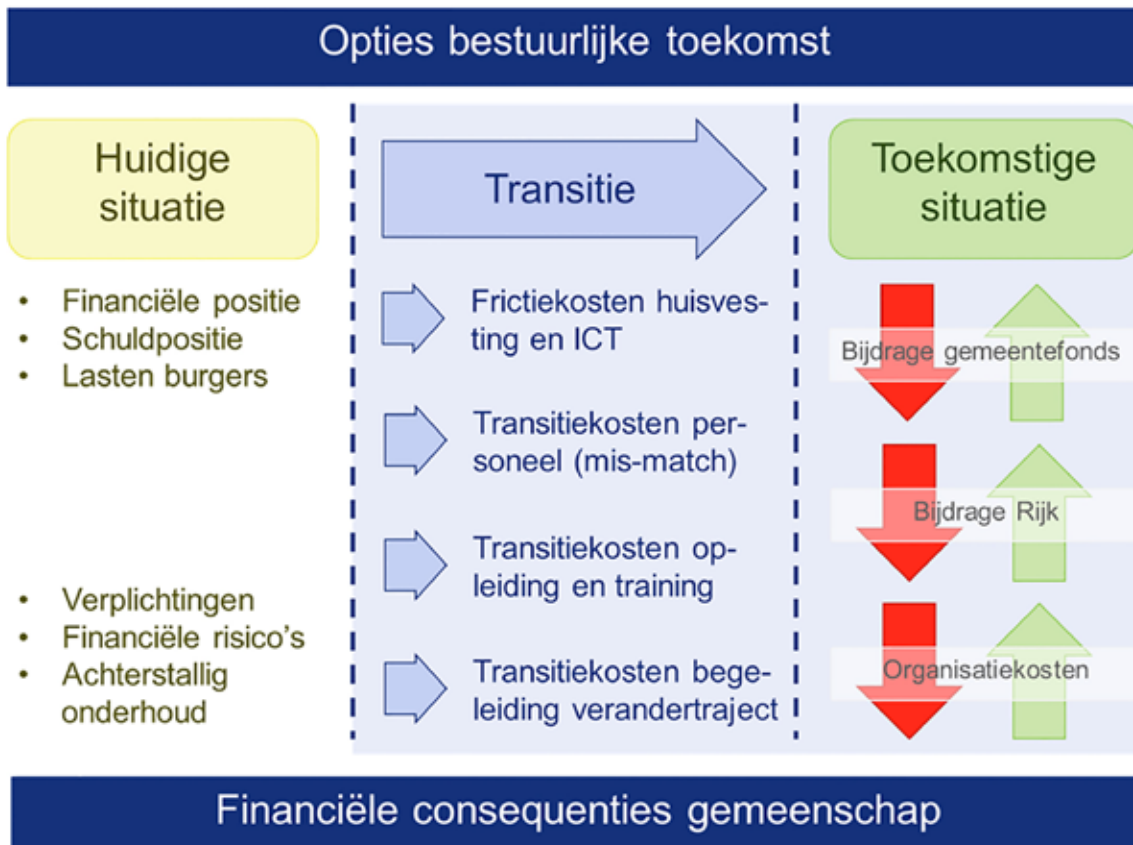 Opties bestuurlijke toekomst
Huidige
situatie
• Financiële positie
• Schuldpositie
• Lasten burgers
• Verplichtingen
• Financiële risico's
• Achterstallig
onderhoud
Transitie
Frictiekosten huisves-
ting en ICT
Transitiekosten per-
soneel (mis-match)
Transitiekosten op-
leiding en training
Transitiekosten bege-
leiding verandertraject
Toekomstige
situatie
Bijdrage gemeentefonds
Bijdrage Rijk
Organisatiekosten
Financiële consequenties gemeenschap